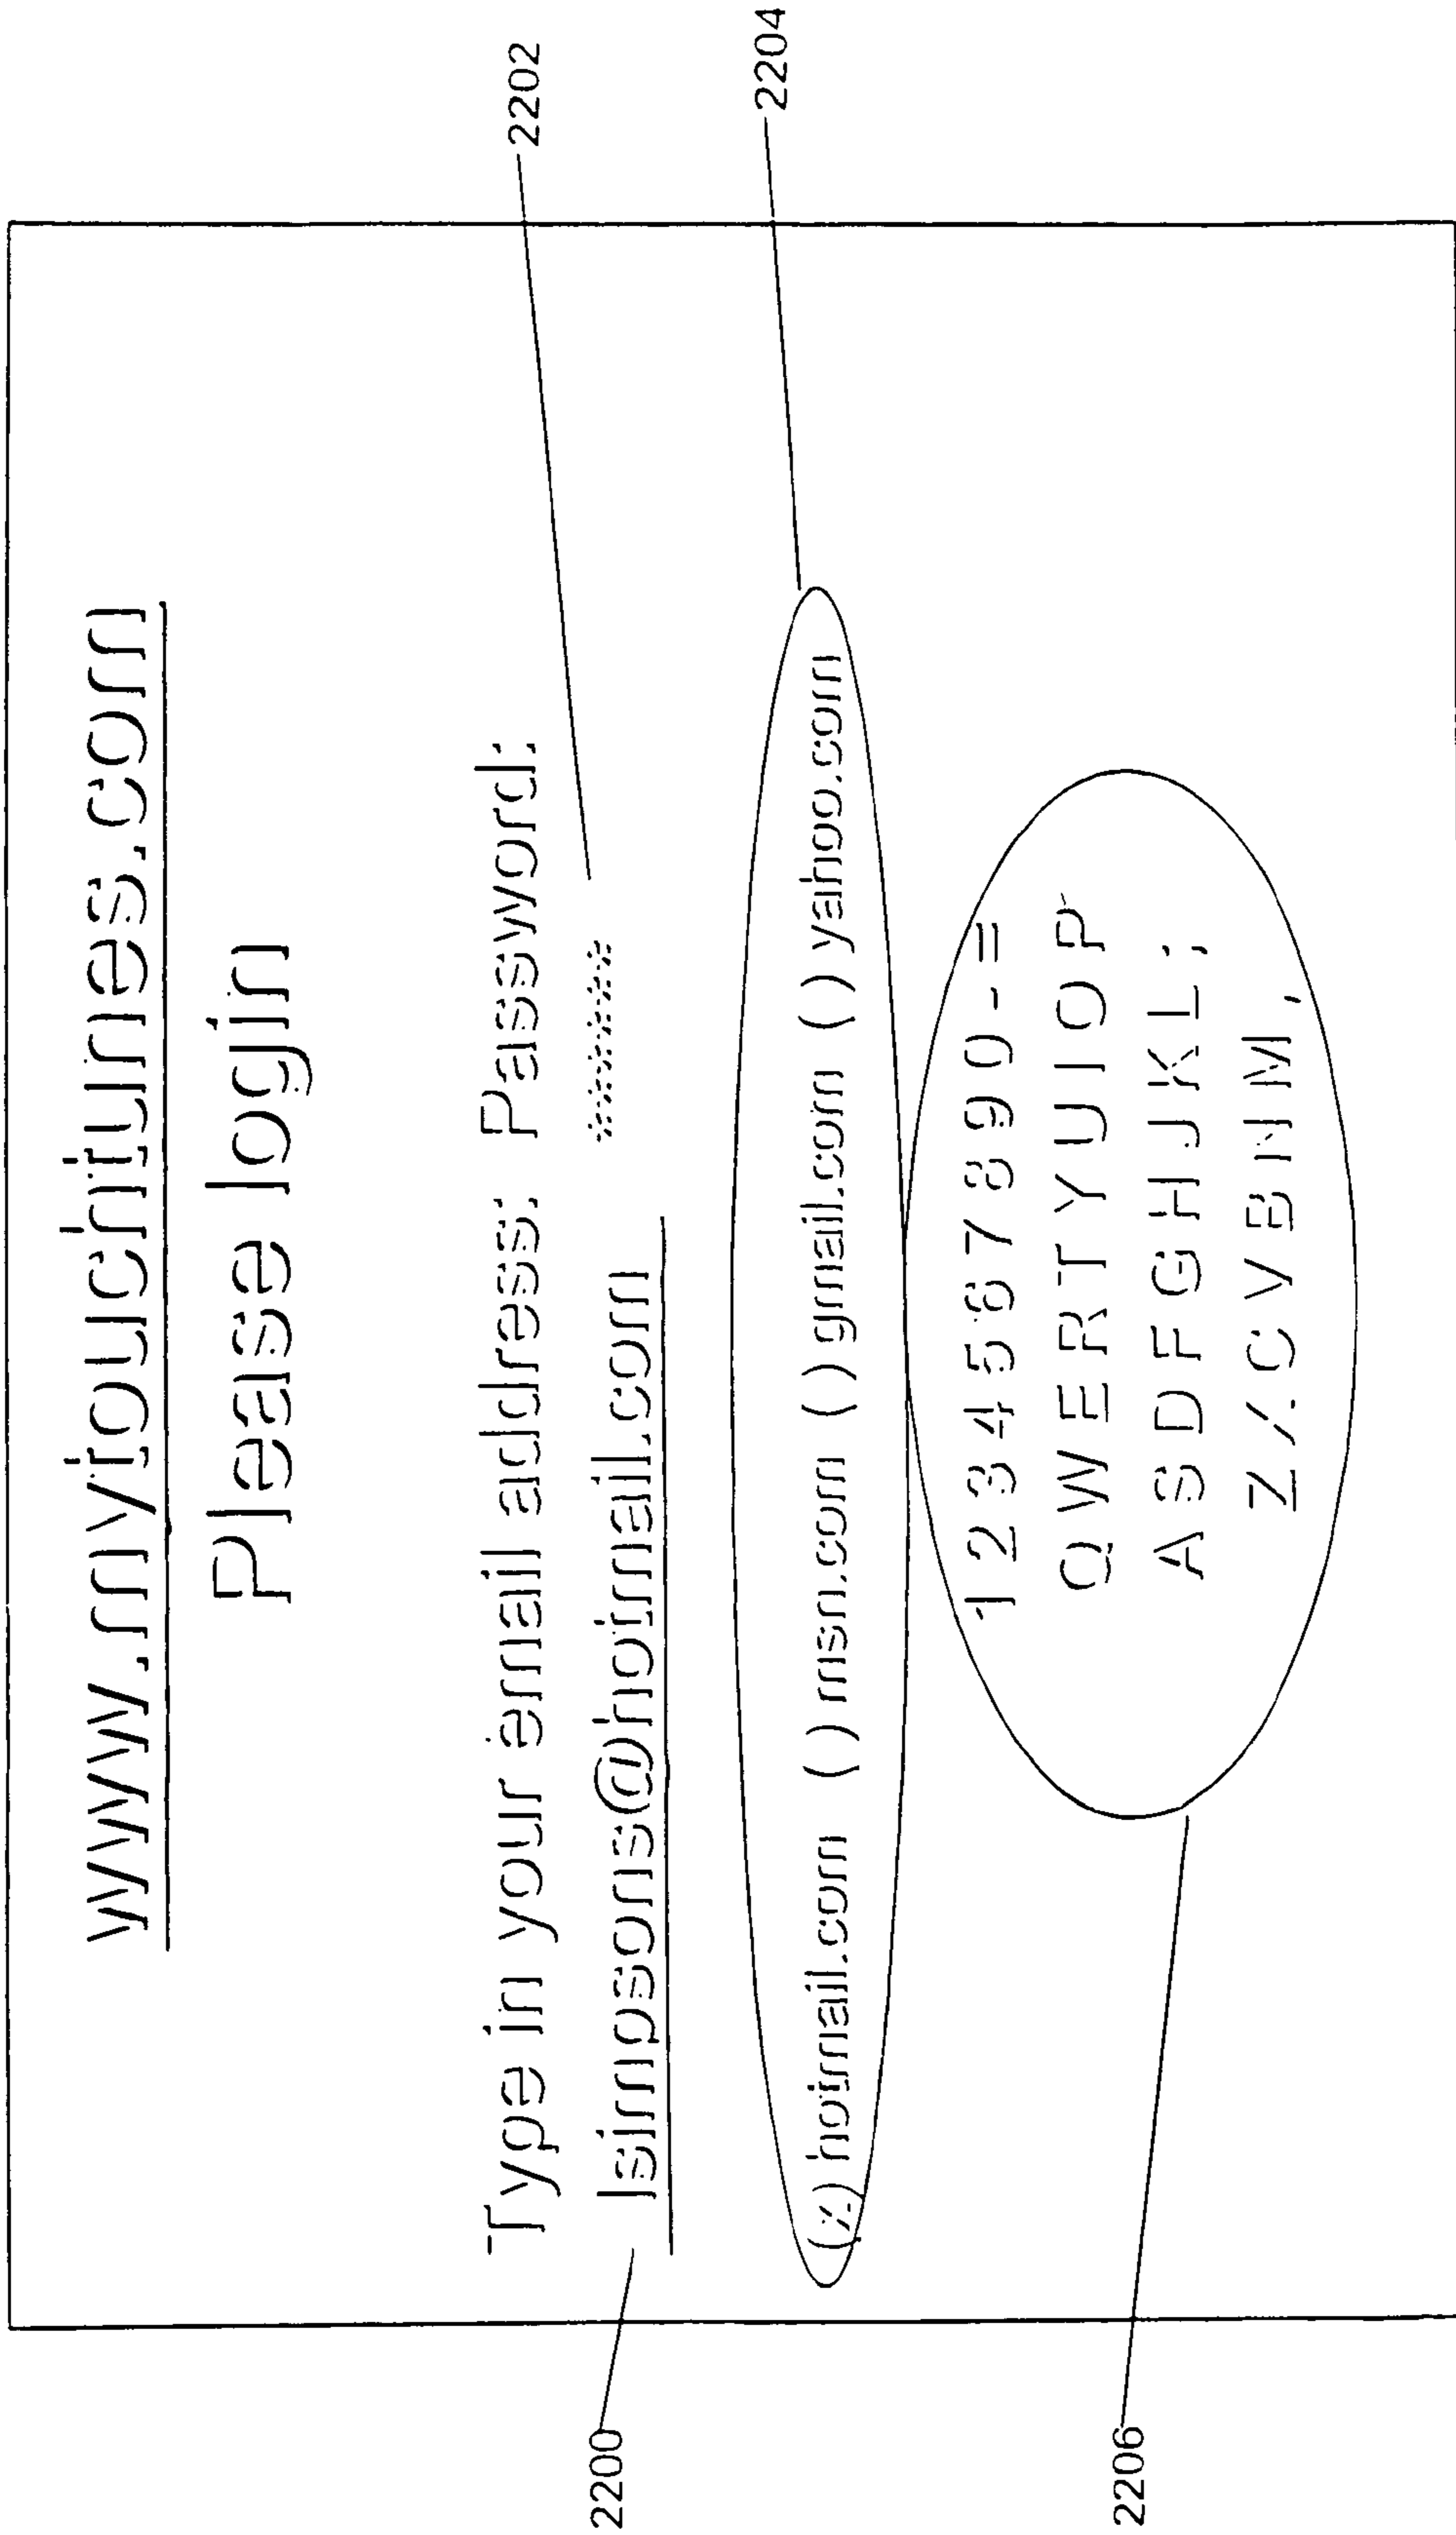 www.mytouchtunes.com
Please login
2202
Type in your email address: Password:
2200
lsimpsons@hotmail.com ******
2204
(x) hotmail.com () msn.com () gmail.com () yahoo.com
1 2 3 4 5 6 7 8 9 0 - =
Q W E R T Y U I O P
A S D F G H J K L ;
Z X C V B N M ,
2206